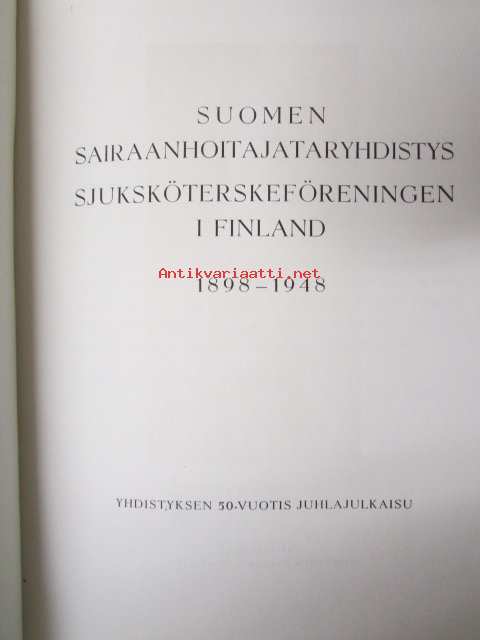 SUOMEN
SAIRAANHOITAJATARYHDISTYS
SJUKSKÖTERSKEFÖRENINGEN
I FINLAND
Antikvariaatti.net
1898–1948
YHDISTYKSEN 50-VUOTIS JUHLAJULKAISU